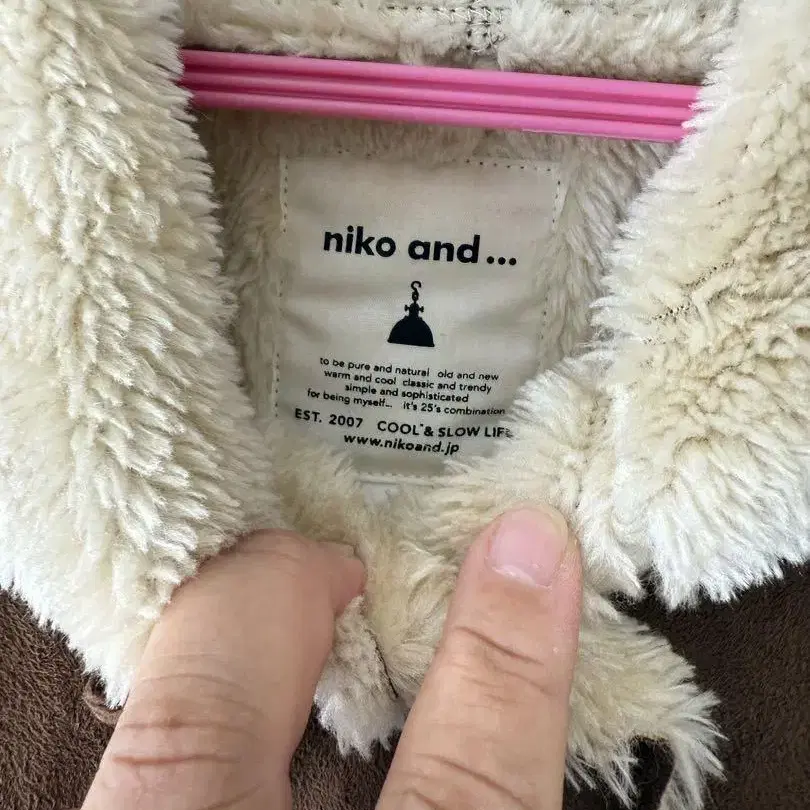 niko and...
to be pure and natural old and new
warm and cool classic and trendy
simple and sophisticated
for being myself... it's 25's combination
EST. 2007 COOL & SLOW LIFE
www.nikoand.jp